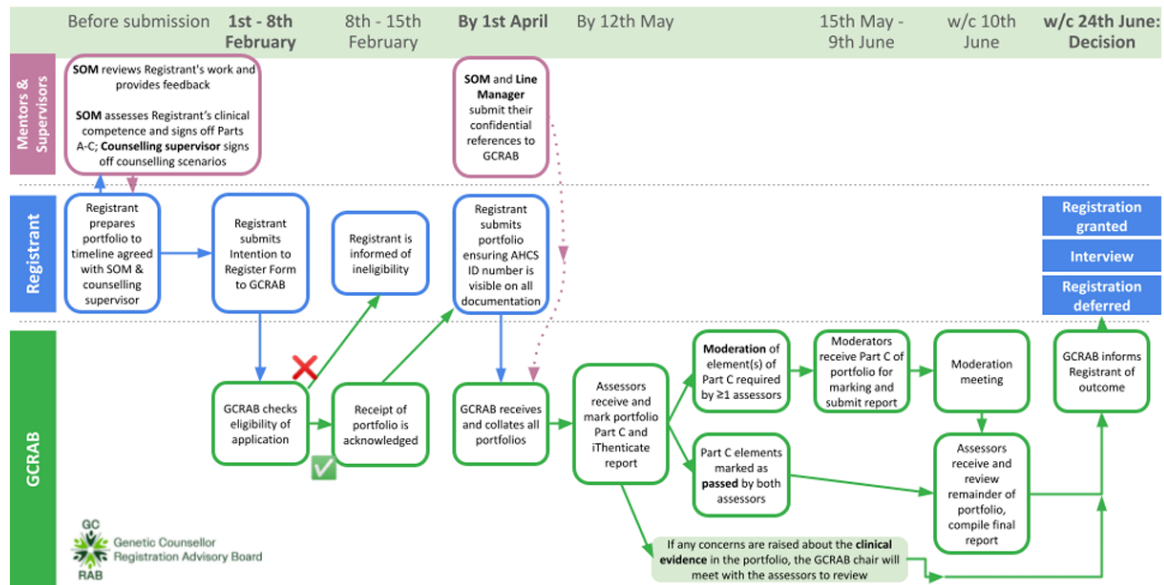 Before submission
1st - 8th
February
8th - 15th
February
By 1st April
By 12th May
15th May -
9th June
w/c 10th
June
w/c 24th June:
Decision
Mentors &
Supervisors
SOM reviews Registrant's work and
provides feedback
SOM assesses Registrant's clinical
competence and signs off Parts
A-C; Counselling supervisor signs
off counselling scenarios
SOM and Line
Manager
submit their
confidential
references to
GCRAB
Registrant
Registrant
prepares
portfolio to
timeline agreed
with SOM &
counselling
supervisor
Registrant
submits
Intention to
Register Form
to GCRAB
Registrant is
informed of
ineligibility
Registrant
submits
portfolio
ensuring AHCS
ID number is
visible on all
documentation
Registration
granted
Interview
Registration
deferred
GCRAB
GCRAB checks
eligibility of
application
Receipt of
portfolio is
acknowledged
GCRAB receives
and collates all
portfolios
Assessors
receive and
mark portfolio
Part C and
iThenticate
report
Moderation of
element(s) of
Part C required
by ≥1 assessors
Moderators
receive Part C of
portfolio for
marking and
submit report
Moderation
meeting
GCRAB informs
Registrant of
outcome
Part C elements
marked as
passed by both
assessors
Assessors
receive and
review
remainder of
portfolio,
compile final
report
If any concerns are raised about the clinical
evidence in the portfolio, the GCRAB chair will
meet with the assessors to review
GC
RAB
Genetic Counsellor
Registration Advisory Board